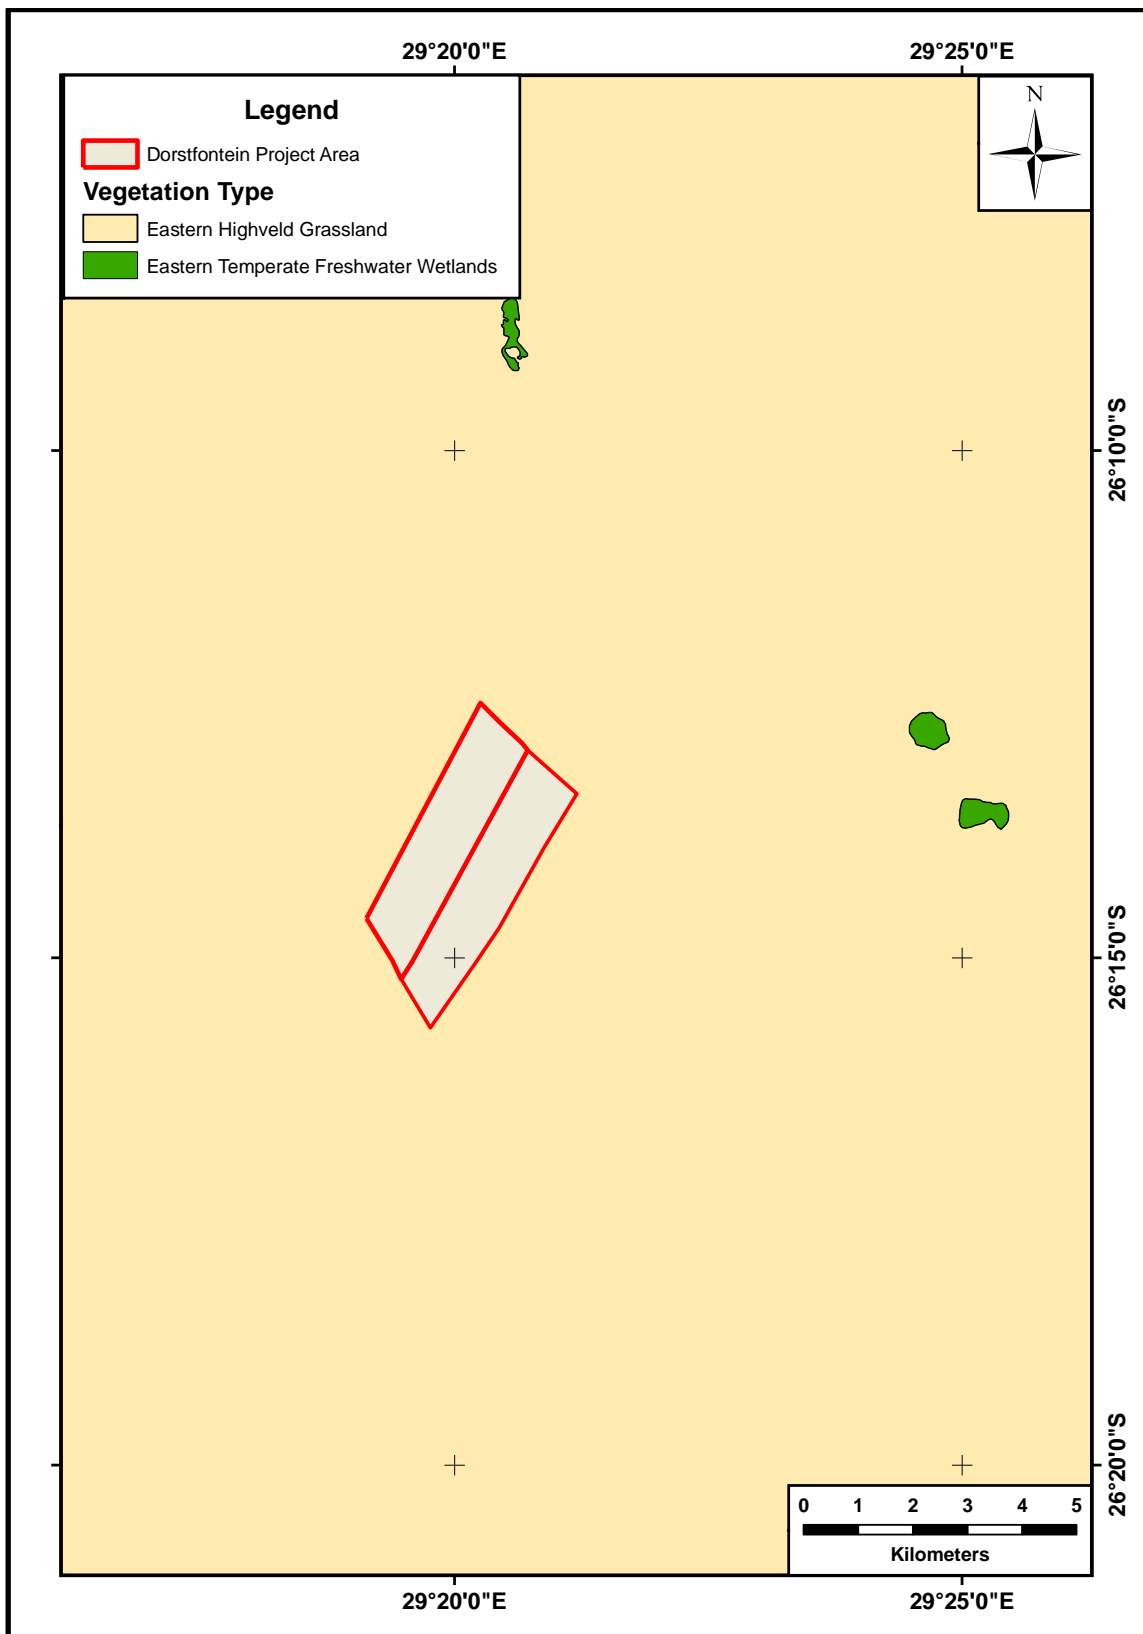 29°20'0"E 29°25'0"E
Legend
Dorstfontein Project Area
Vegetation Type
Eastern Highveld Grassland
Eastern Temperate Freshwater Wetlands
N
26°10'0"S
26°15'0"S
26°20'0"S
0 1 2 3 4 5
Kilometers
29°20'0"E 29°25'0"E